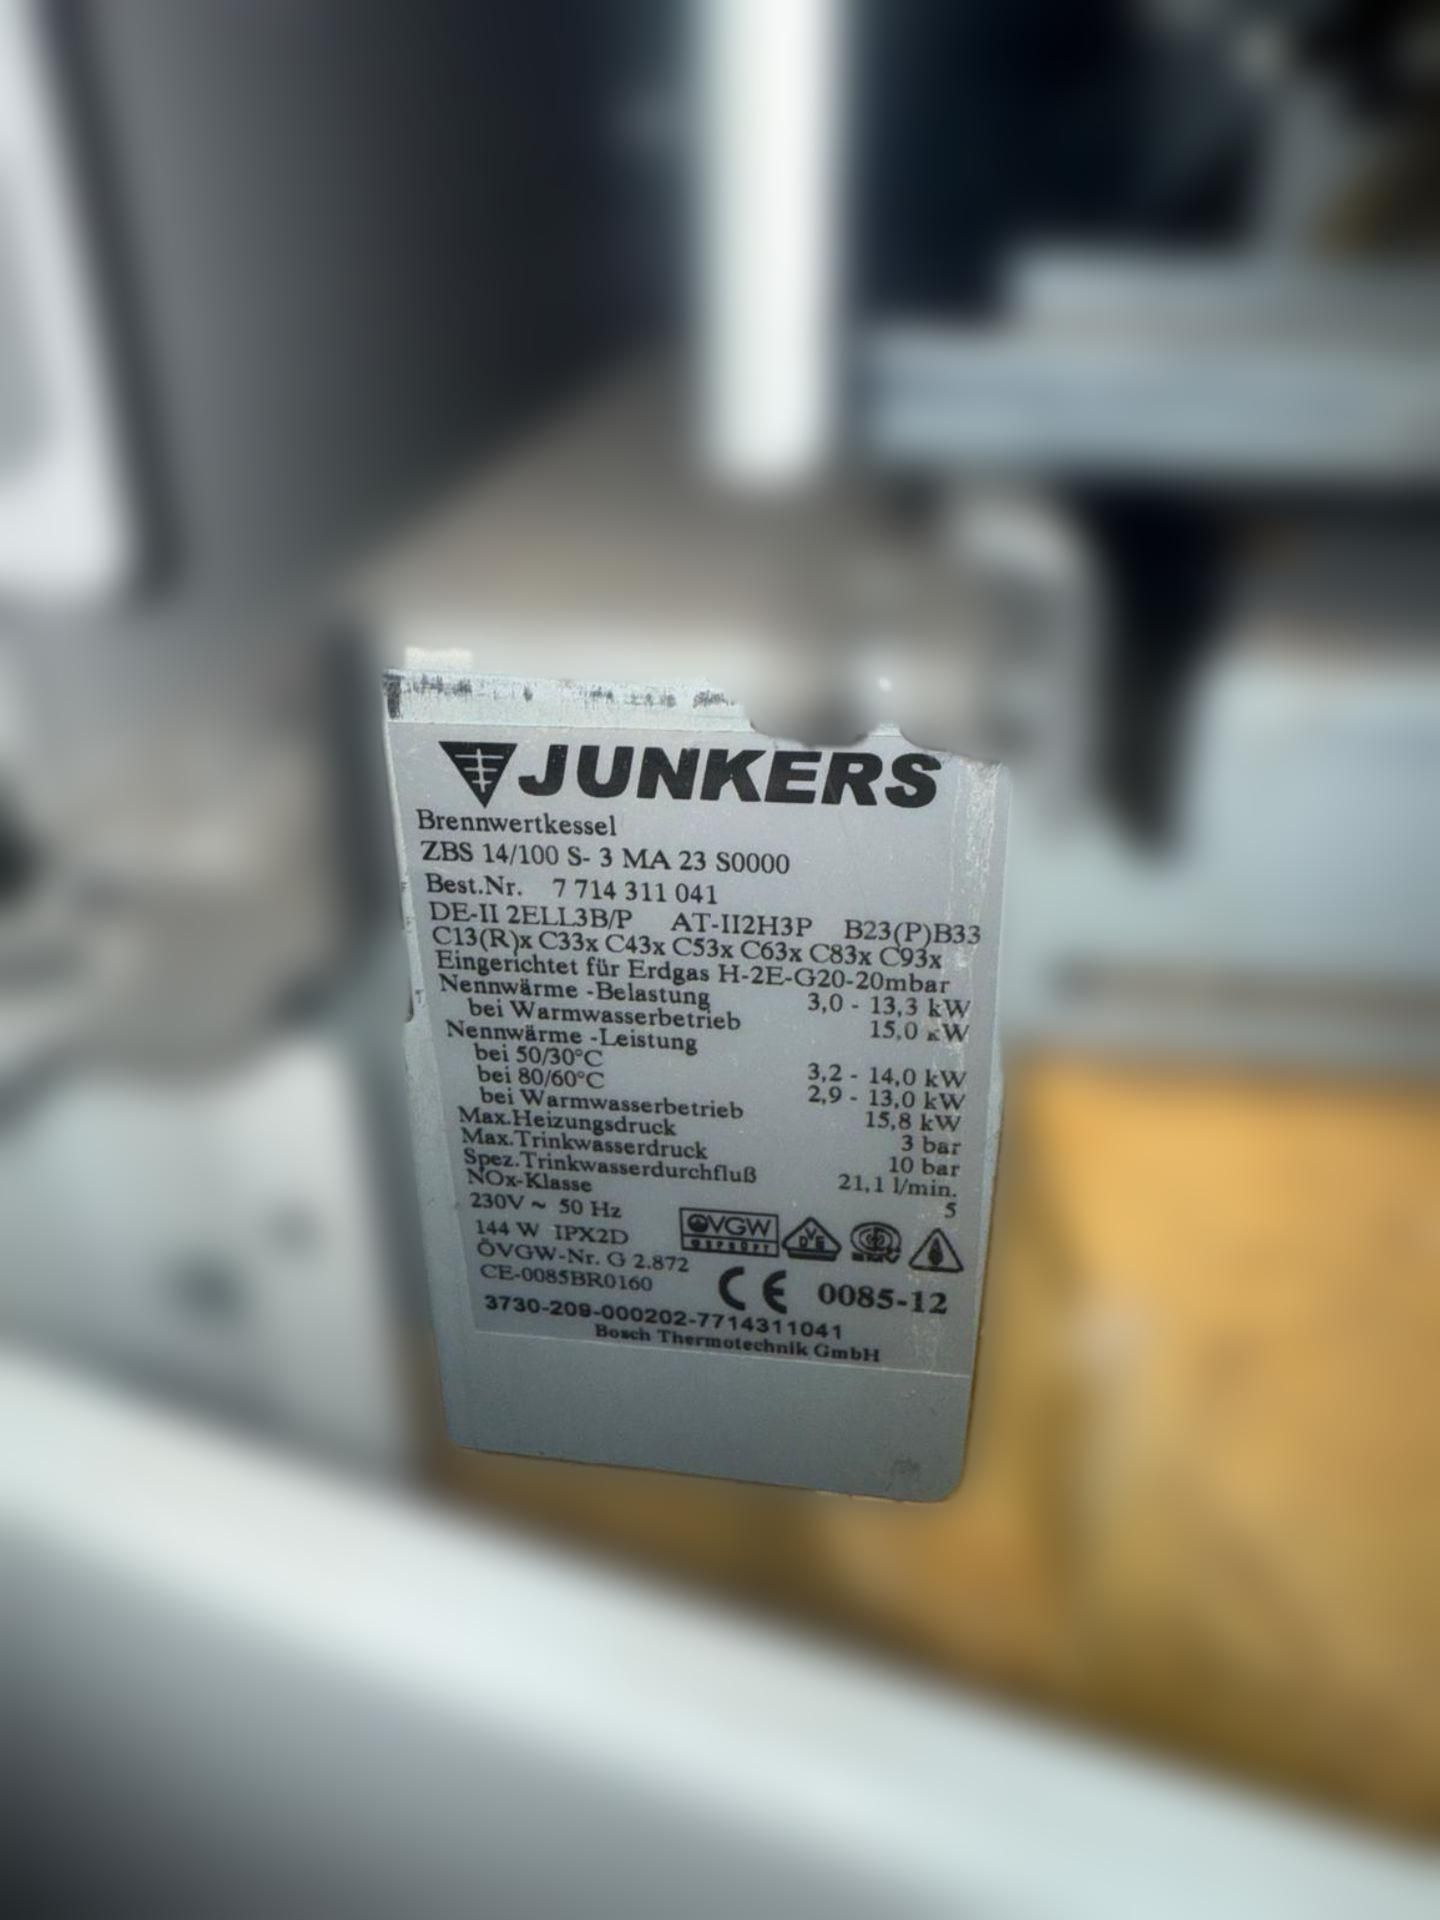 JUNKERS
Brennwertkessel
ZBS 14/100 S- 3 MA 23 S0000
Best.Nr. 7 714 311 041
DE-II 2ELL3B/P AT-II2H3P B23(P)B33
C13(R)x C33x C43x C53x C63x C83x C93x
Eingerichtet für Erdgas H-2E-G20-20mbar
Nennwärme -Belastung 3,0 - 13,3 kW
bei Warmwasserbetrieb 15,0 kW
Nennwärme -Leistung
bei 50/30°C 3,2 - 14,0 kW
bei 80/60°C 2,9 - 13,0 kW
bei Warmwasserbetrieb 15,8 kW
Max.Heizungsdruck 3 bar
Max.Trinkwasserdruck 10 bar
Spez.Trinkwasserdurchfluß 21,1 l/min.
NOx-Klasse 5
230V ~ 50 Hz
144 W IPX2D
ÖVGW GEPRÜFT
ÖVGW-Nr. G 2.872
CE-0085BR0160
CE 0085-12
3730-209-000202-7714311041
Bosch Thermotechnik GmbH